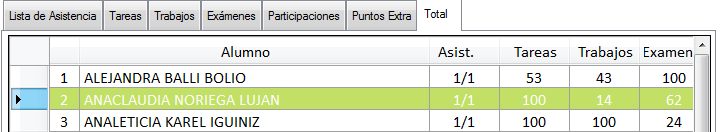 Lista de Asistencia Tareas Trabajos Exámenes Participaciones Puntos Extra Total
Alumno Asist. Tareas Trabajos Examen
1 ALEJANDRA BALLI BOLIO 1/1 53 43 100
2 ANACLAUDIA NORIEGA LUJAN 1/1 100 14 62
3 ANALETICIA KAREL IGUINIZ 1/1 100 100 24